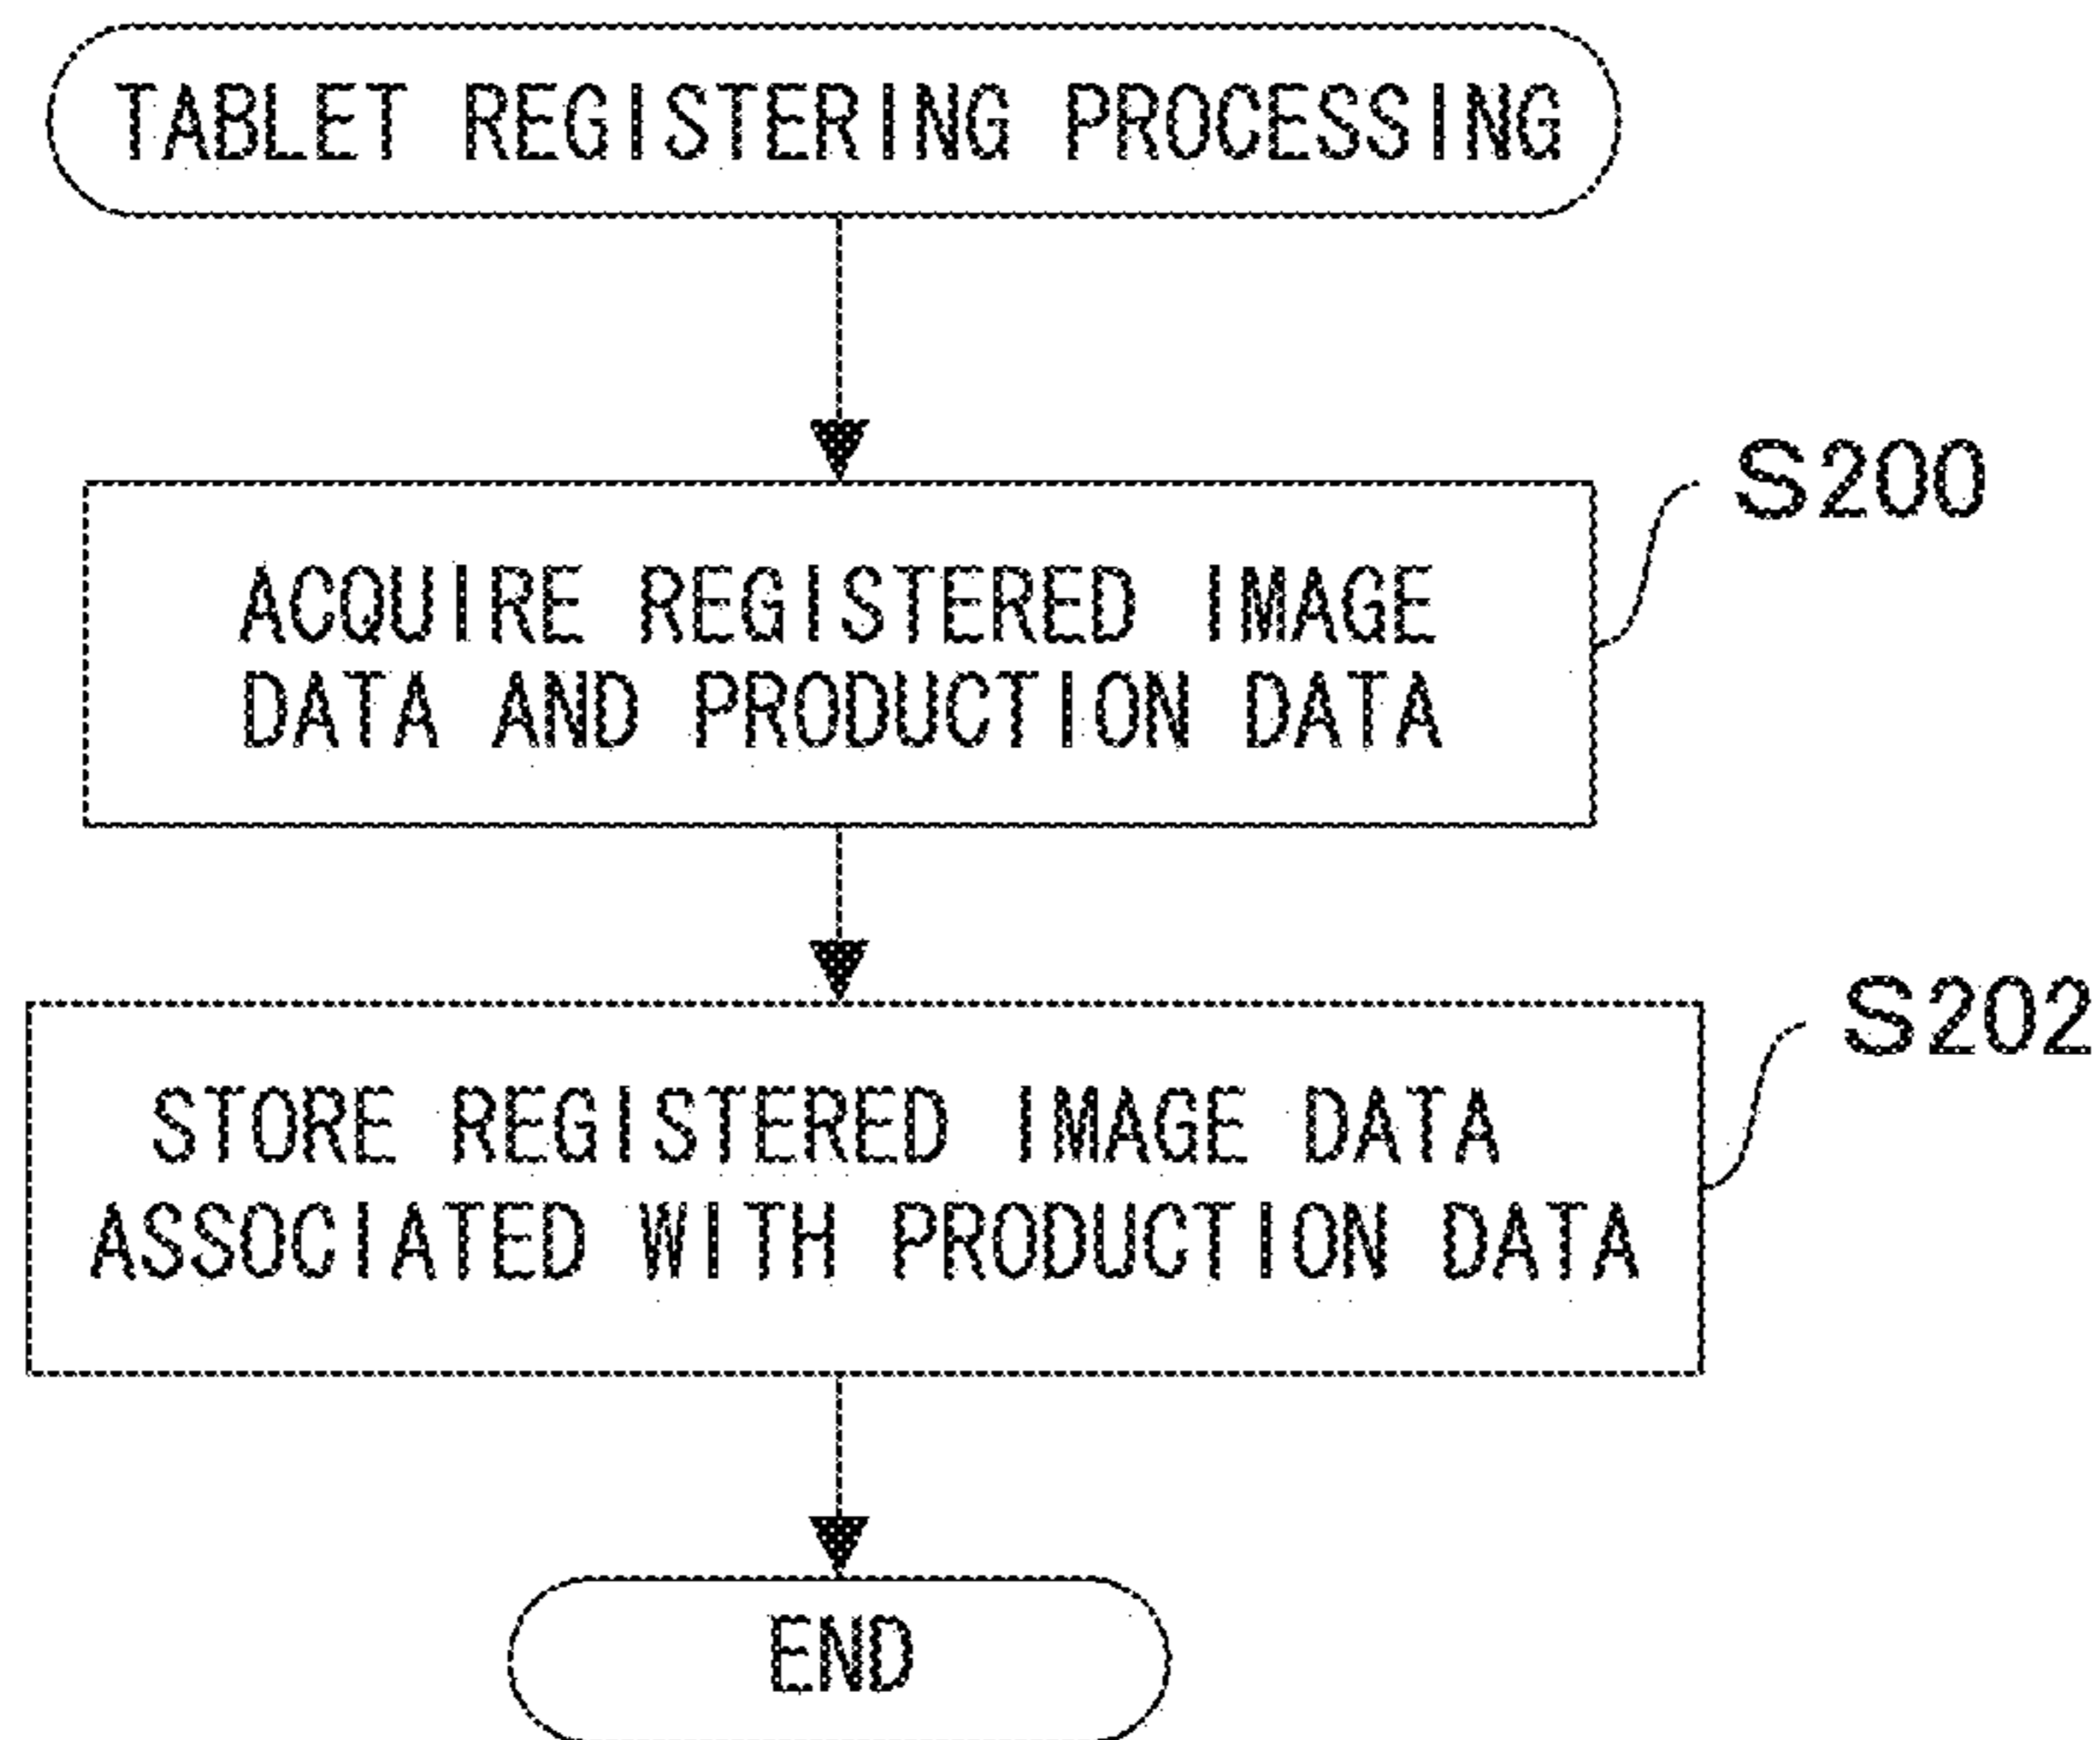 TABLET REGISTERING PROCESSING
S200
ACQUIRE REGISTERED IMAGE
DATA AND PRODUCTION DATA
S202
STORE REGISTERED IMAGE DATA
ASSOCIATED WITH PRODUCTION DATA
END